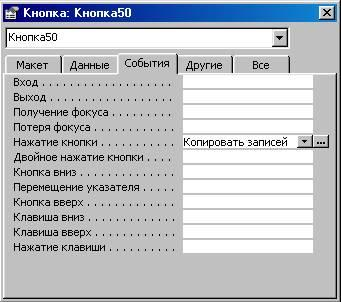 Кнопка: Кнопка50
Кнопка50
Макет Данные События Другие Все
Вход . . . . . . . . . . . . . . . . . . . .
Выход . . . . . . . . . . . . . . . . . . .
Получение фокуса . . . . . . . .
Потеря фокуса . . . . . . . . . . .
Нажатие кнопки . . . . . . . . . . Копировать записей ...
Двойное нажатие кнопки . . . .
Кнопка вниз . . . . . . . . . . . . .
Перемещение указателя . . . . .
Кнопка вверх . . . . . . . . . . . .
Клавиша вниз . . . . . . . . . . . .
Клавиша вверх . . . . . . . . . . .
Нажатие клавиши . . . . . . . . .